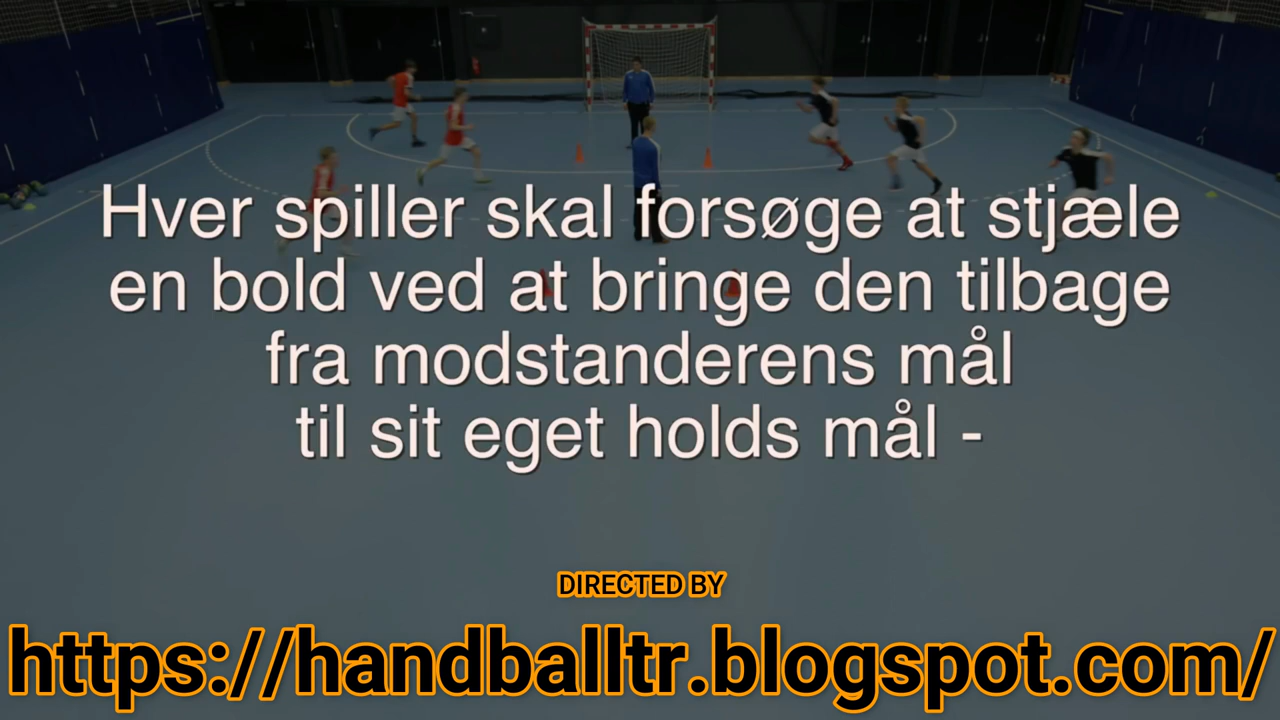 Hver spiller skal forsøge at stjæle
en bold ved at bringe den tilbage
fra modstanderens mål
til sit eget holds mål -
DIRECTED BY
https://handballtr.blogspot.com/